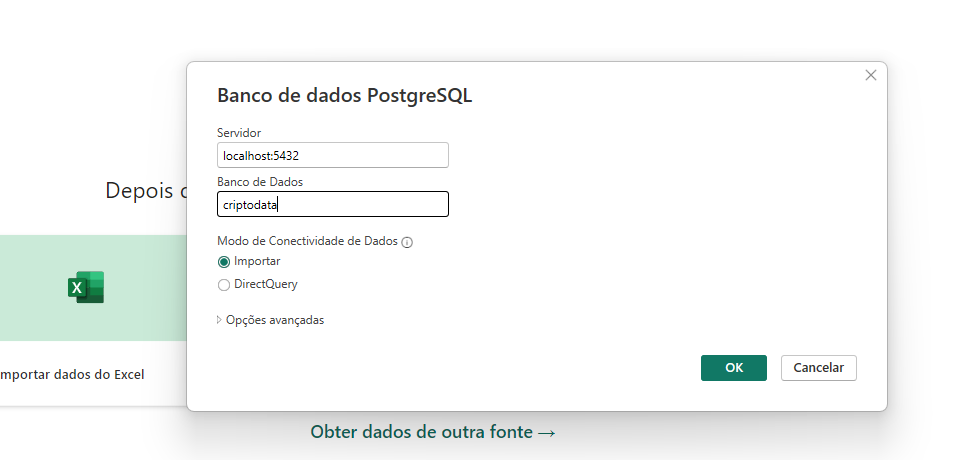 Banco de dados PostgreSQL
Servidor
localhost:5432
Banco de Dados
criptodata
Depois
Modo de Conectividade de Dados
Importar
DirectQuery
X
Opções avançadas
OK
Cancelar
mportar dados do Excel
Obter dados de outra fonte →